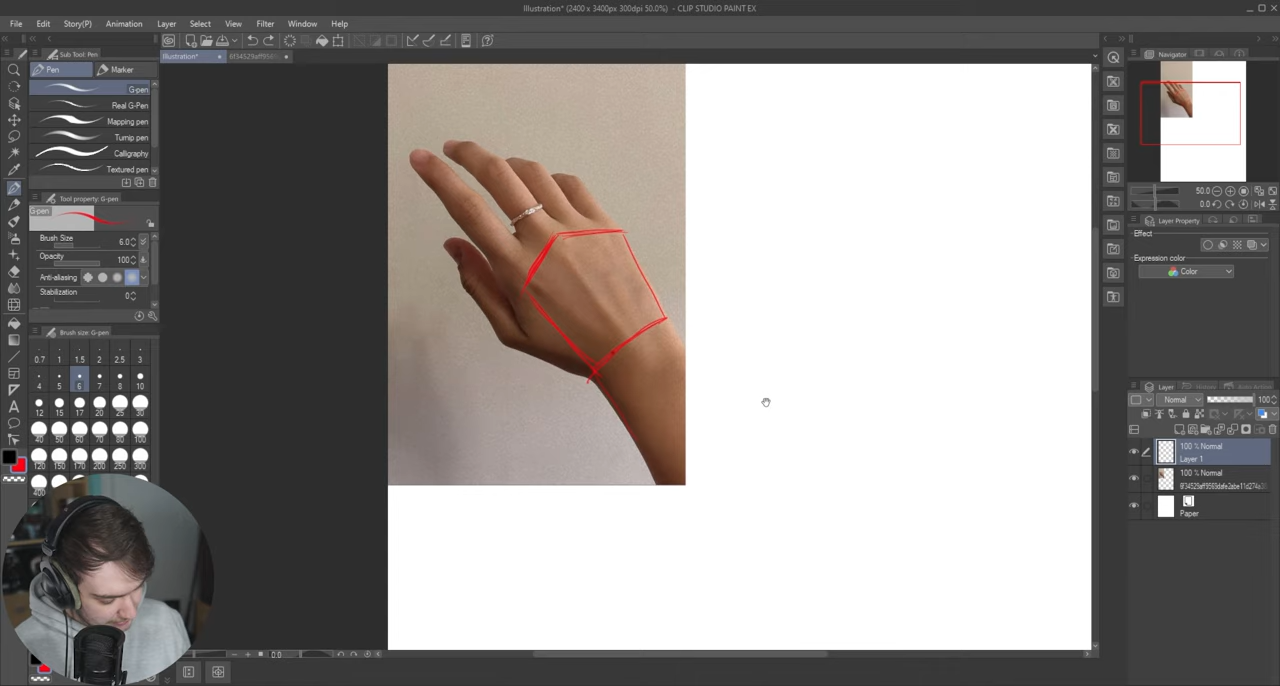 Illustration* (2400 x 3400px 300dpi 50.0%) - CLIP STUDIO PAINT EX
File Edit Story(P) Animation Layer Select View Filter Window Help
Sub Tool: Pen
Illustration*
Navigator
Pen Marker
G-pen
Real G-Pen
Mapping pen
Turnip pen
Calligraphy
Textured pen
Tool property: G-pen
G-pen
Brush Size 6.0
Opacity 100
Anti-aliasing
Stabilization 0
50.0
0.0
Layer Property
Effect
Expression color
Color
Brush size: G-pen
0.7 1 1.5 2 2.5 3
4 5 6 7 8 10
12 15 17 20 25 30
40 50 60 70 80 100
120 150 170 200 250 300
400
Layer History Auto Action
Normal 100
100 % Normal
Layer 1
100 % Normal
Paper
0.0